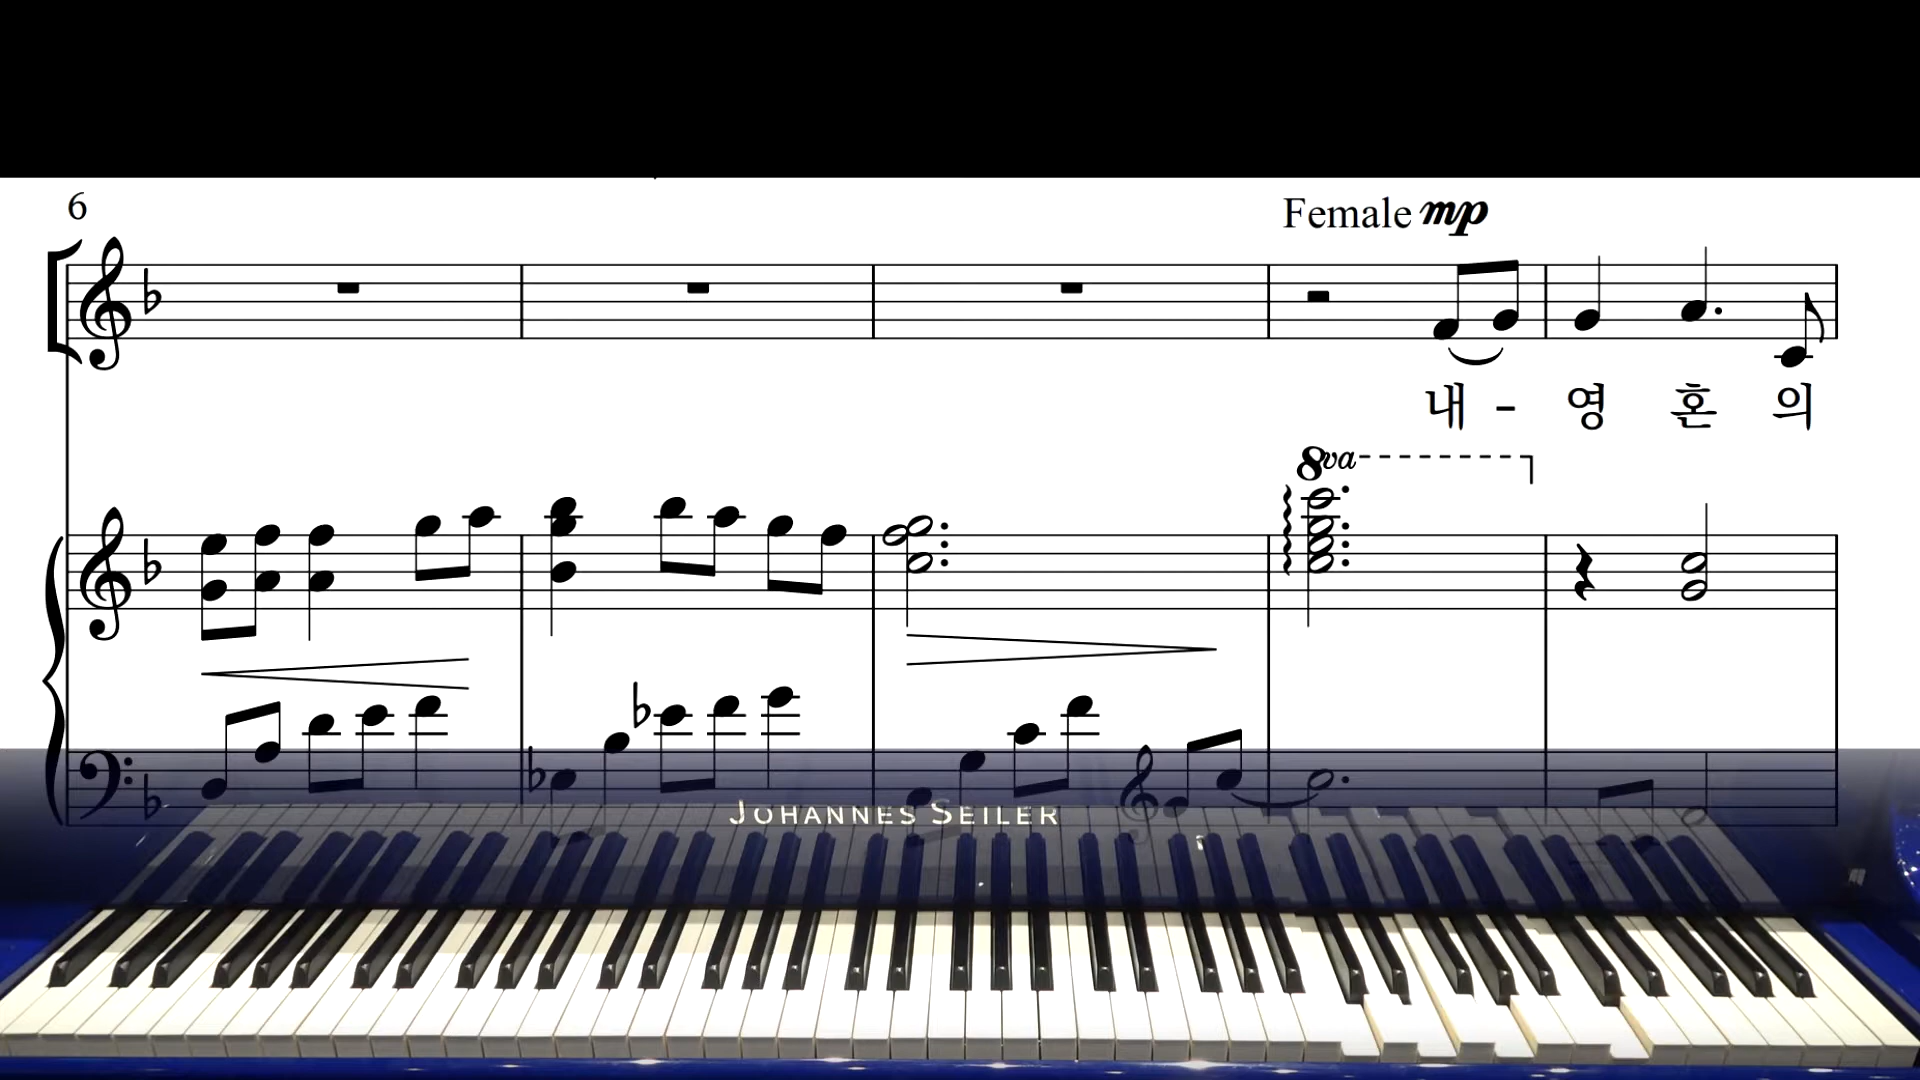 6
Female mp
내 - 영 혼 의
8va
JOHANNES SEILER